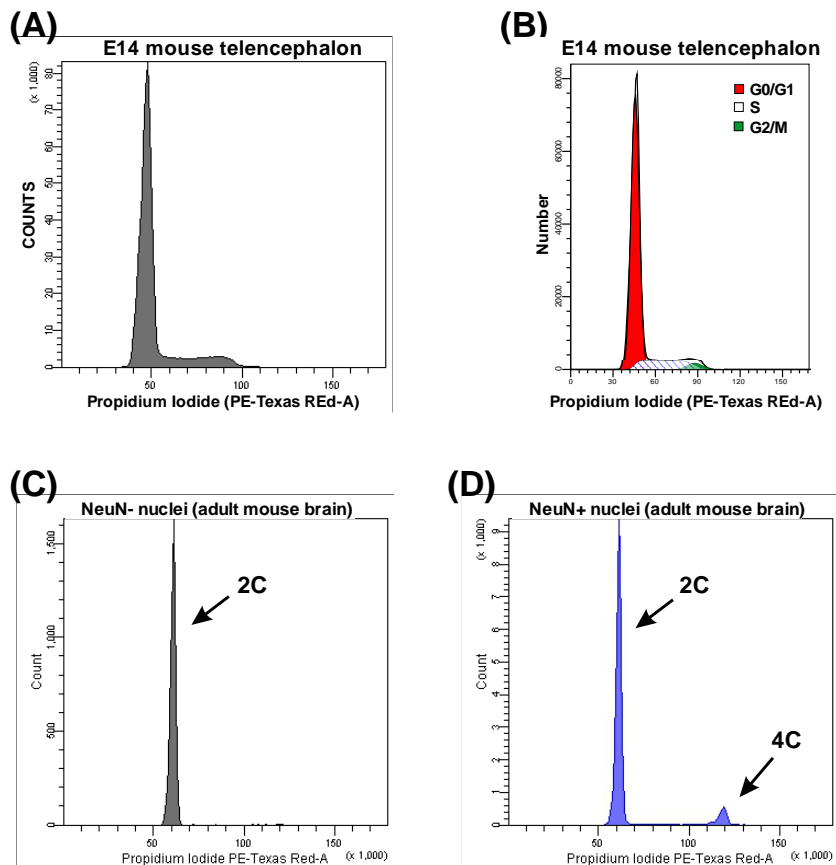 (A)
E14 mouse telencephalon
(x 1,000)
COUNTS
80
70
60
50
40
30
20
10
0
50 100 150
Propidium Iodide (PE-Texas REd-A)
(B)
E14 mouse telencephalon
G0/G1
S
G2/M
Number
80000
60000
40000
20000
0
0 30 60 90 120 150
Propidium Iodide (PE-Texas REd-A)
(C)
NeuN- nuclei (adult mouse brain)
2C
Count
1,500
1,000
500
0
50 100 150
Propidium Iodide PE-Texas Red-A (x 1,000)
(D)
NeuN+ nuclei (adult mouse brain)
(x 1,000)
2C
4C
Count
9
8
7
6
5
4
3
2
1
0
50 100 150
Propidium Iodide PE-Texas Red-A (x 1,000)